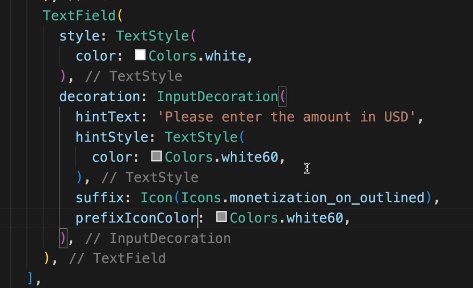 TextField(
style: TextStyle(
color: Colors.white,
), // TextStyle
decoration: InputDecoration(
hintText: 'Please enter the amount in USD',
hintStyle: TextStyle(
color: Colors.white60,
), // TextStyle
suffix: Icon(Icons.monetization_on_outlined),
prefixIconColor: Colors.white60,
), // InputDecoration
), // TextField
],